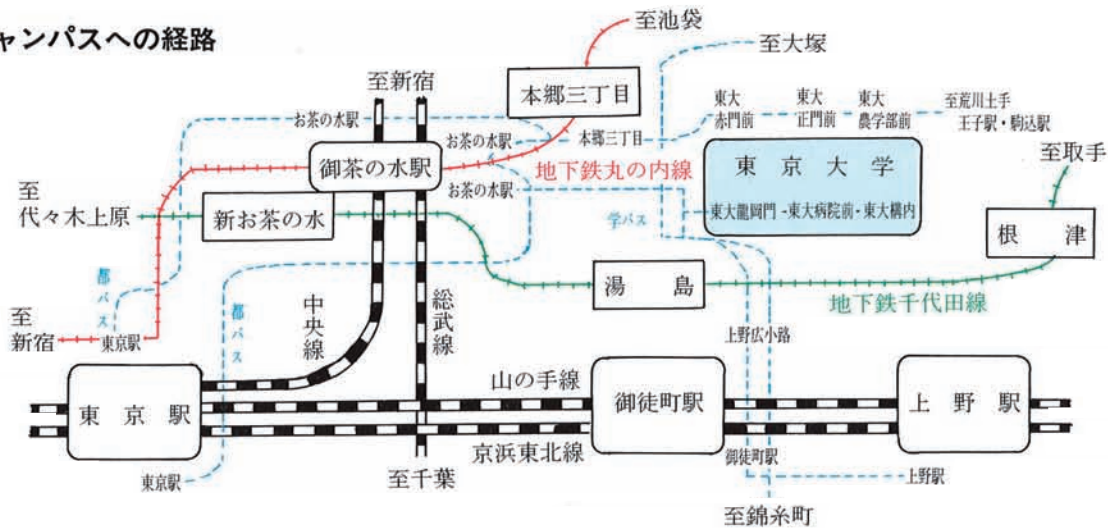 ャンパスへの経路
至池袋
至大塚
至新宿
本郷三丁目
東大
赤門前
東大
正門前
東大
農学部前
至荒川土手
王子駅・駒込駅
お茶の水駅
お茶の水駅
本郷三丁目
御茶の水駅
地下鉄丸の内線
東京大学
至取手
お茶の水駅
至
代々木上原
新お茶の水
学バス
東大龍岡門-東大病院前・東大構内
根津
都バス
湯島
地下鉄千代田線
至
新宿
東京駅
都バス
中央線
総武線
上野広小路
東京駅
山の手線
御徒町駅
上野駅
京浜東北線
御徒町駅
東京駅
至千葉
上野駅
至錦糸町